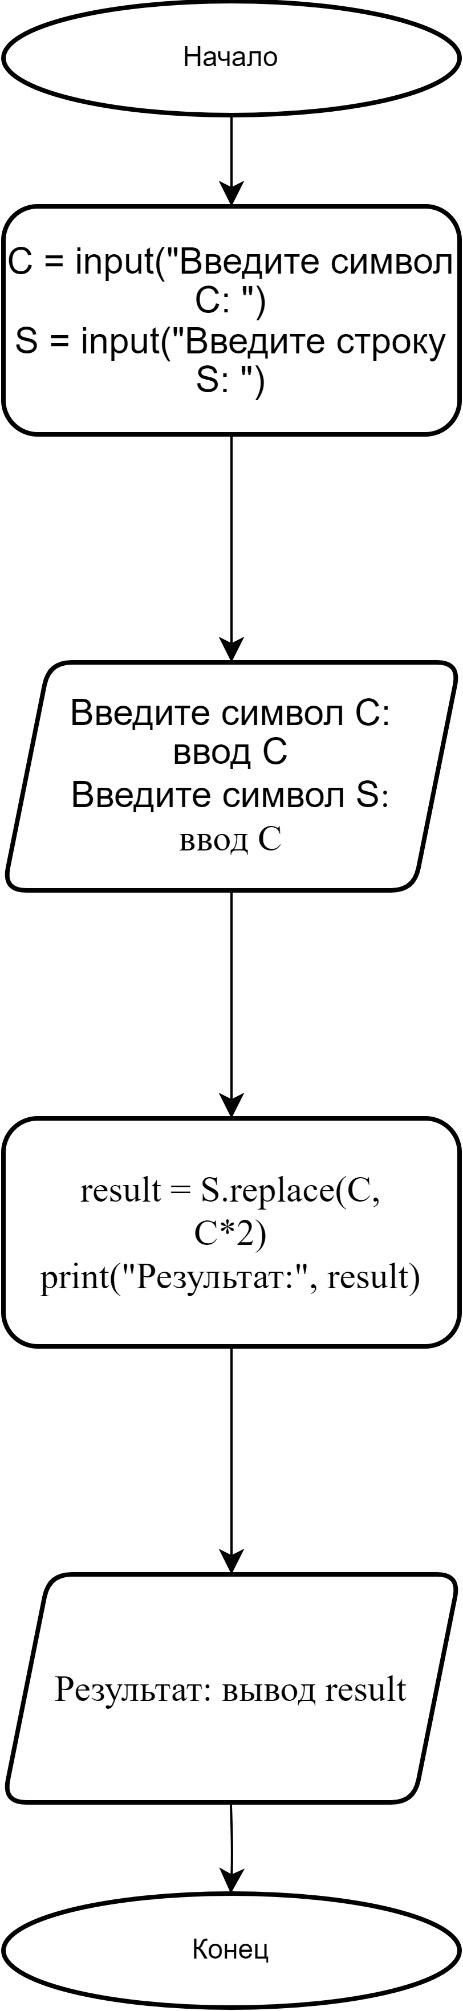 Начало
C = input("Введите символ
C: ")
S = input("Введите строку
S: ")
Введите символ C:
ввод C
Введите символ S:
ввод C
result = S.replace(C,
C*2)
print("Результат:", result)
Результат: вывод result
Конец